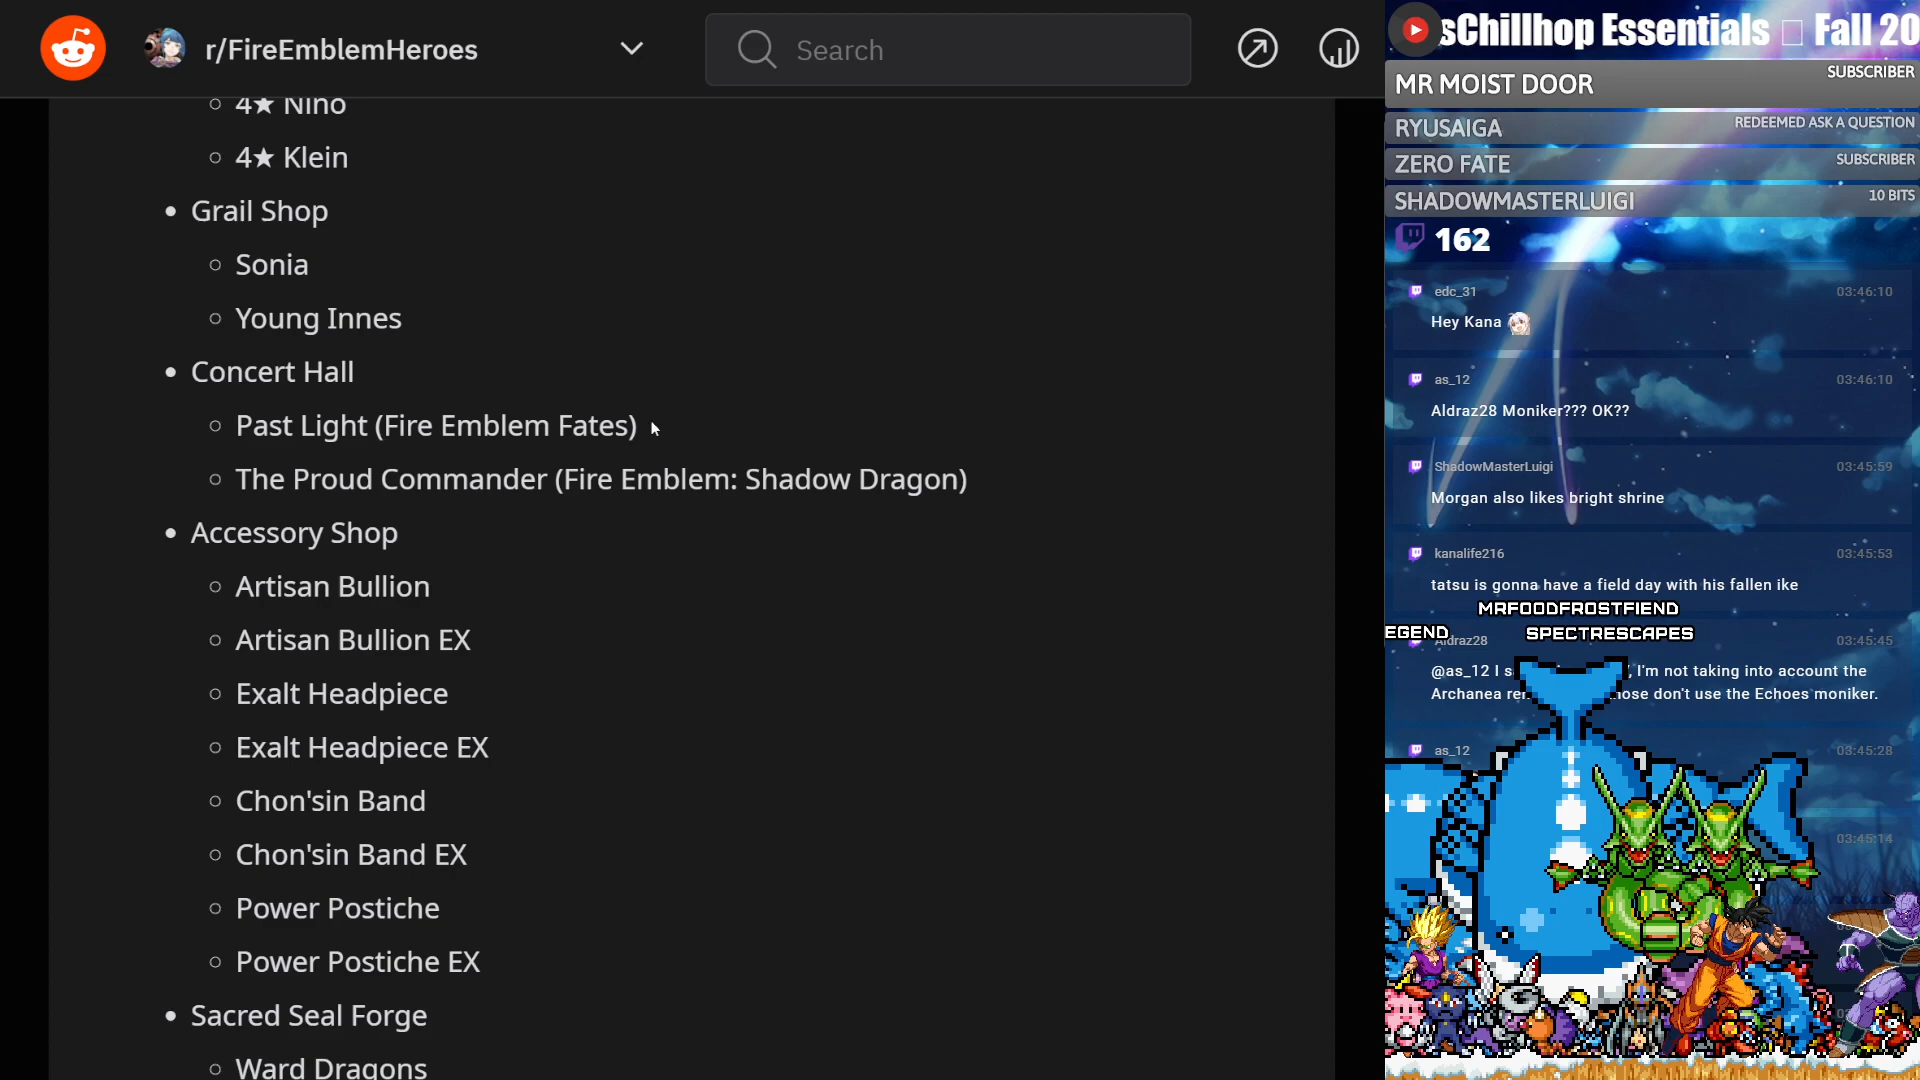 r/FireEmblemHeroes
Search
4★ Nino
4★ Klein
Grail Shop
Sonia
Young Innes
Concert Hall
Past Light (Fire Emblem Fates)
The Proud Commander (Fire Emblem: Shadow Dragon)
Accessory Shop
Artisan Bullion
Artisan Bullion EX
Exalt Headpiece
Exalt Headpiece EX
Chon'sin Band
Chon'sin Band EX
Power Postiche
Power Postiche EX
Sacred Seal Forge
Ward Dragons
sChillhop Essentials Fall 20
MR MOIST DOOR SUBSCRIBER
RYUSAIGA REDEEMED ASK A QUESTION
ZERO FATE SUBSCRIBER
SHADOWMASTERLUIGI 10 BITS
162
edc_31 03:46:10
Hey Kana
as_12 03:46:10
Aldraz28 Moniker??? OK??
ShadowMasterLuigi 03:45:59
Morgan also likes bright shrine
kanalife216 03:45:53
tatsu is gonna have a field day with his fallen ike
MRFOODFROSTFIEND
EGEND SPECTRESCAPES
Aldraz28 03:45:45
@as_12 I , I'm not taking into account the
Archanea don't use the Echoes moniker.
as_12 03:45:28
03:45:14